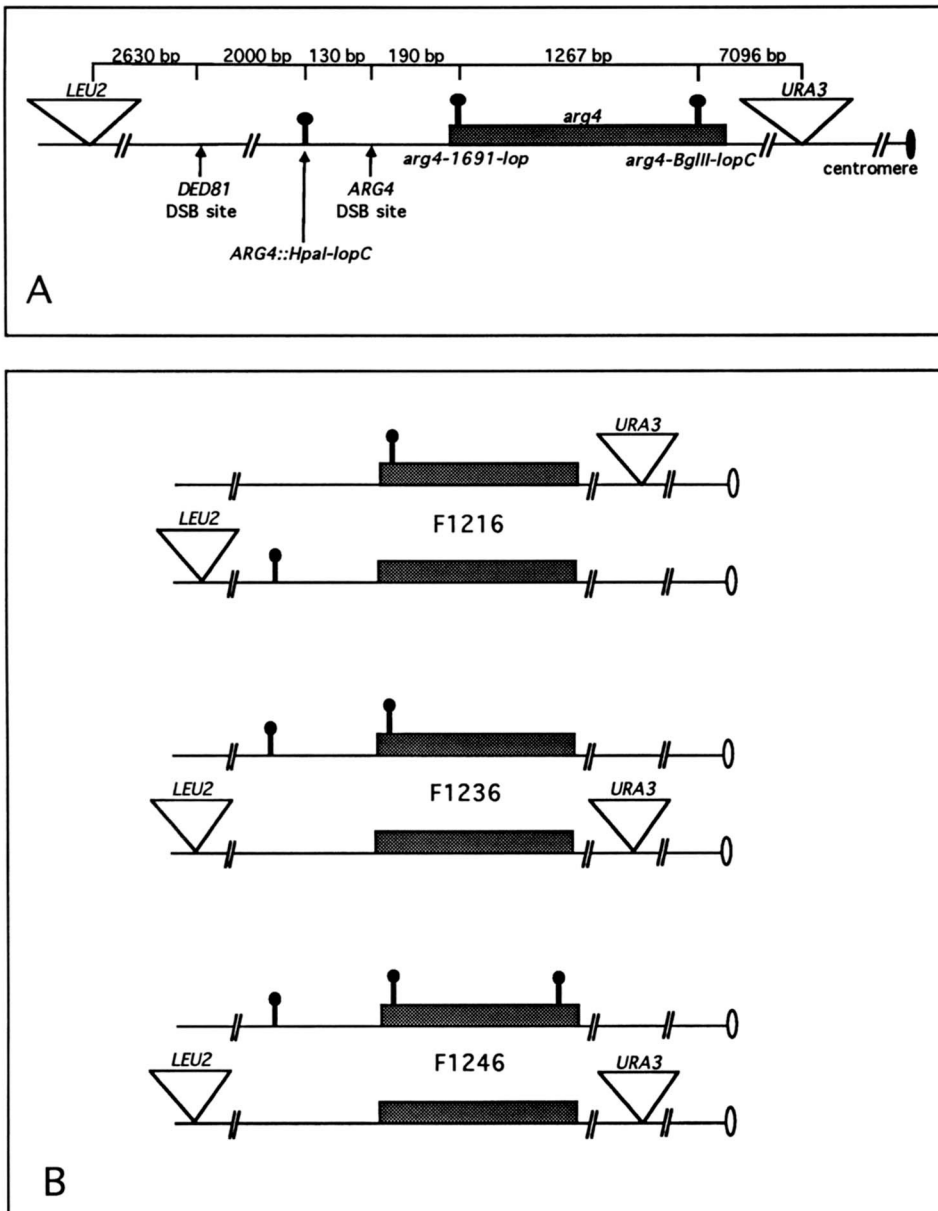 2630 bp 2000 bp 130 bp 190 bp 1267 bp 7096 bp
LEU2 URA3
arg4
arg4-1691-lop arg4-BglII-lopC
centromere
DED81 ARG4
DSB site DSB site
ARG4::HpaI-lopC
A
URA3
LEU2 F1216
F1236
LEU2 URA3
F1246
LEU2 URA3
B